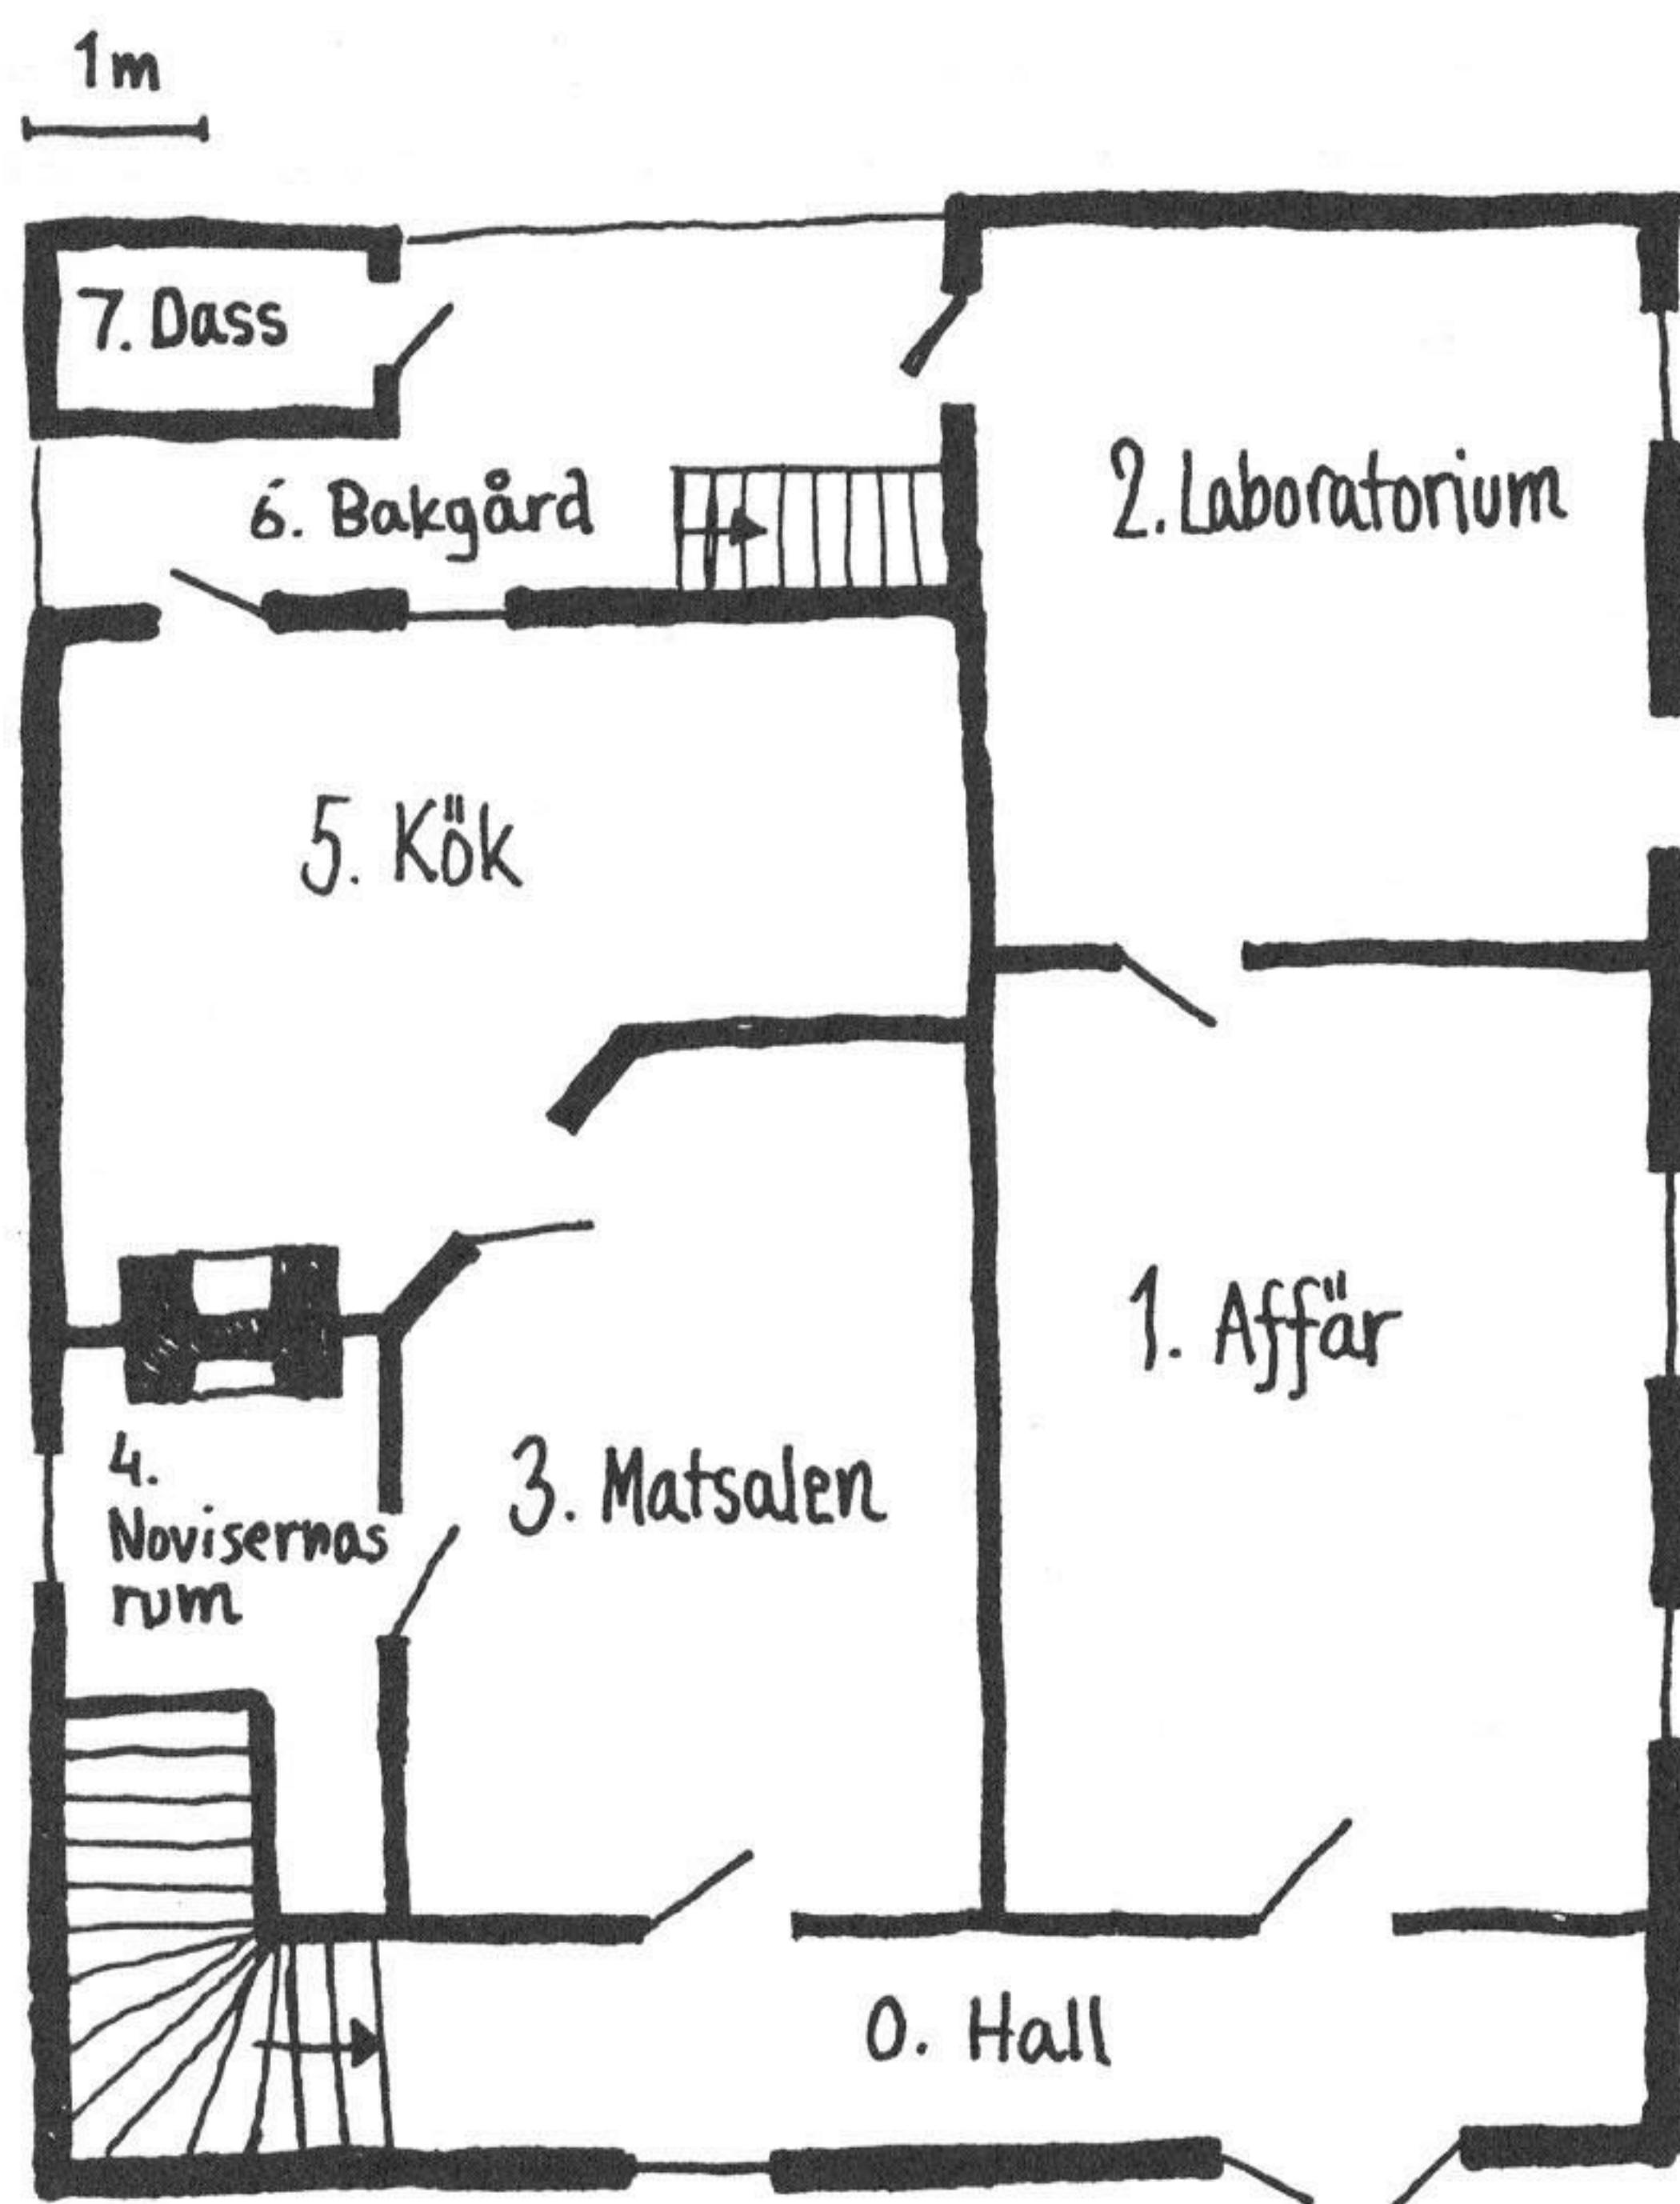 1m
7. Dass
6. Bakgård
2. Laboratorium
5. Kök
1. Affär
4.
Novisernas
rum
3. Matsalen
0. Hall